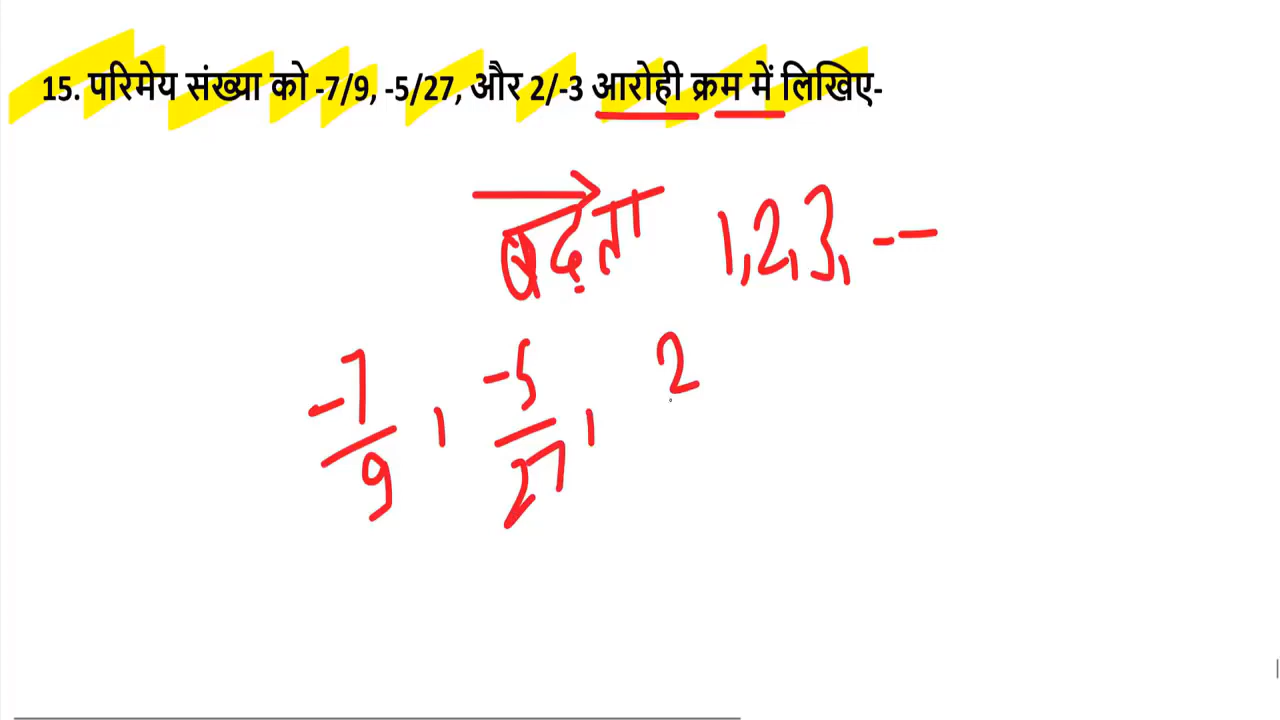 15. परिमेय संख्या को -7/9, -5/27, और 2/-3 आरोही क्रम में लिखिए-
बढ़ता 1,2,3, --
-7/9 , -5/27 , 2